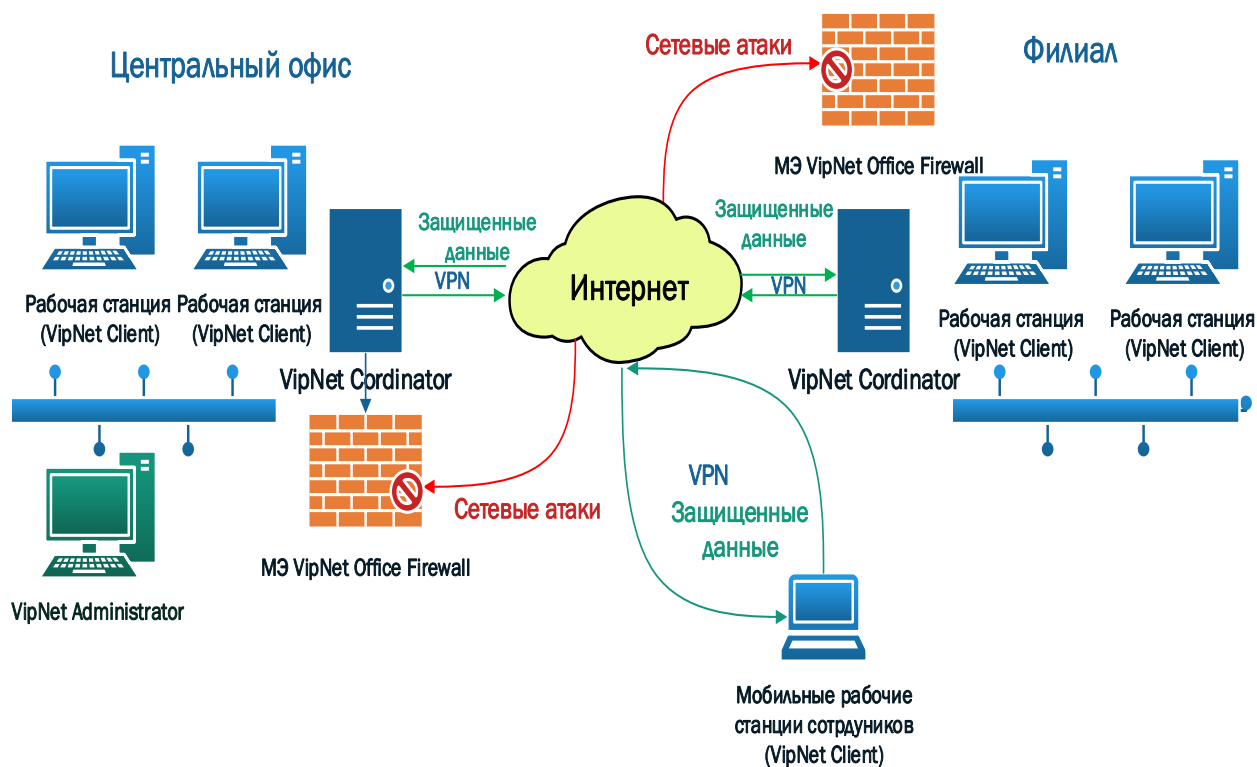 Центральный офис
Сетевые атаки
Филиал
МЭ VipNet Office Firewall
Рабочая станция
(VipNet Client)
Рабочая станция
(VipNet Client)
VipNet Cordinator
Защищенные
данные
VPN
Интернет
Защищенные
данные
VPN
VipNet Cordinator
Рабочая станция
(VipNet Client)
Рабочая станция
(VipNet Client)
МЭ VipNet Office Firewall
Сетевые атаки
VipNet Administrator
VPN
Защищенные
данные
Мобильные рабочие
станции сотрдуников
(VipNet Client)